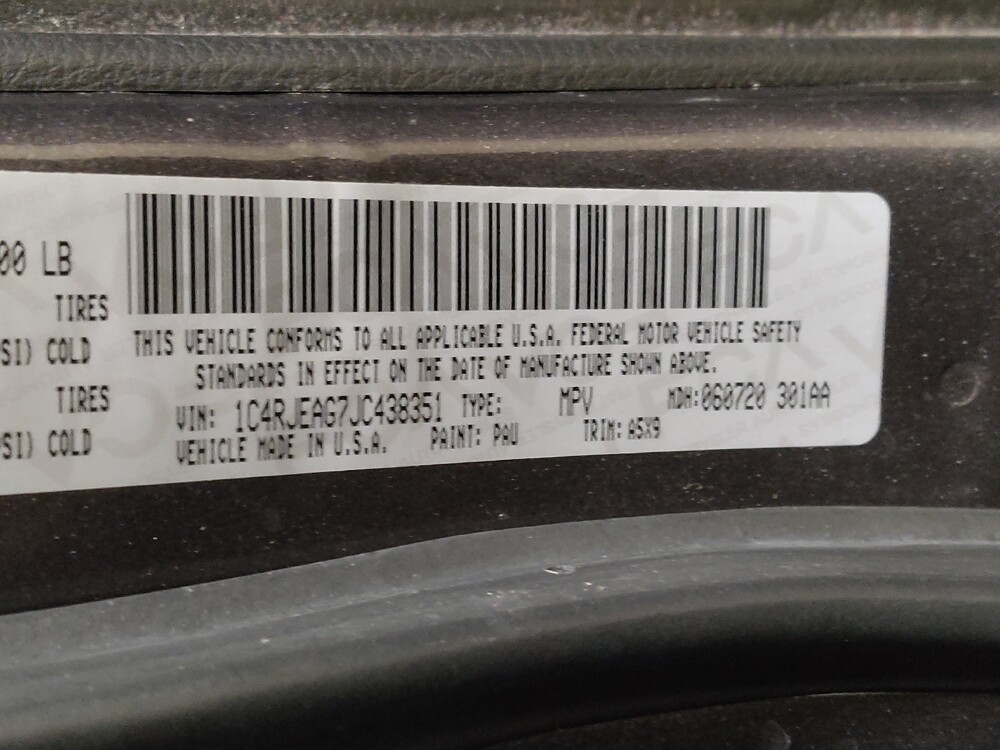 00 LB
TIRES
SI) COLD
TIRES
SI) COLD
THIS VEHICLE CONFORMS TO ALL APPLICABLE U.S.A. FEDERAL MOTOR VEHICLE SAFETY
STANDARDS IN EFFECT ON THE DATE OF MANUFACTURE SHOWN ABOVE.
VIN: 1C4RJEAG7JC438351 TYPE: MPV MDH:060720 301AA
VEHICLE MADE IN U.S.A. PAINT: PAU TRIM: A5X9